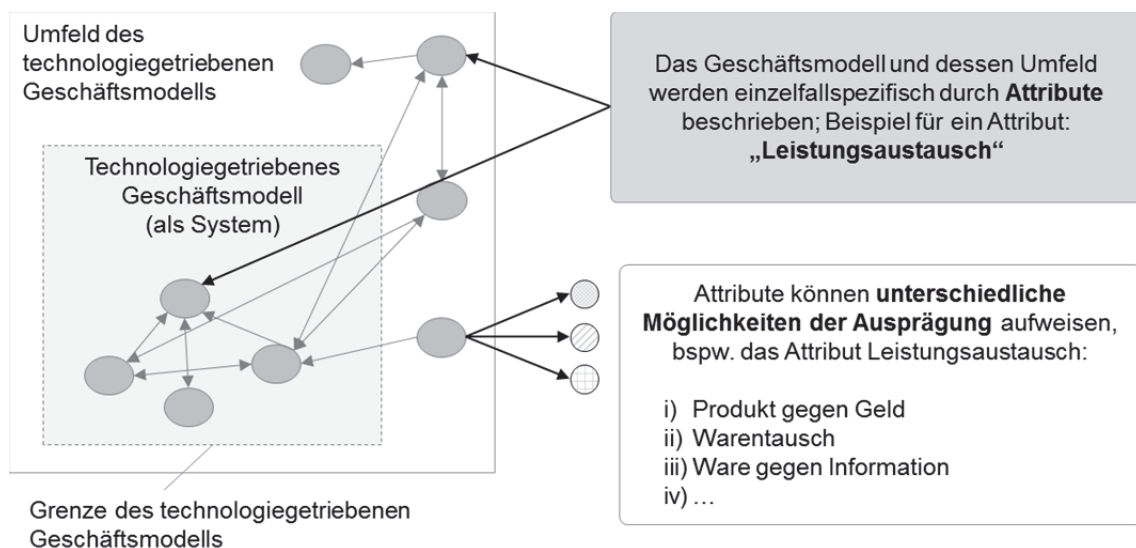 Umfeld des
technologiegetriebenen
Geschäftsmodells
Technologiegetriebenes
Geschäftsmodell
(als System)
Grenze des technologiegetriebenen
Geschäftsmodells
Das Geschäftsmodell und dessen Umfeld
werden einzelfallspezifisch durch Attribute
beschrieben; Beispiel für ein Attribut:
„Leistungsaustausch“
Attribute können unterschiedliche
Möglichkeiten der Ausprägung aufweisen,
bspw. das Attribut Leistungsaustausch:
i) Produkt gegen Geld
ii) Warentausch
iii) Ware gegen Information
iv) …